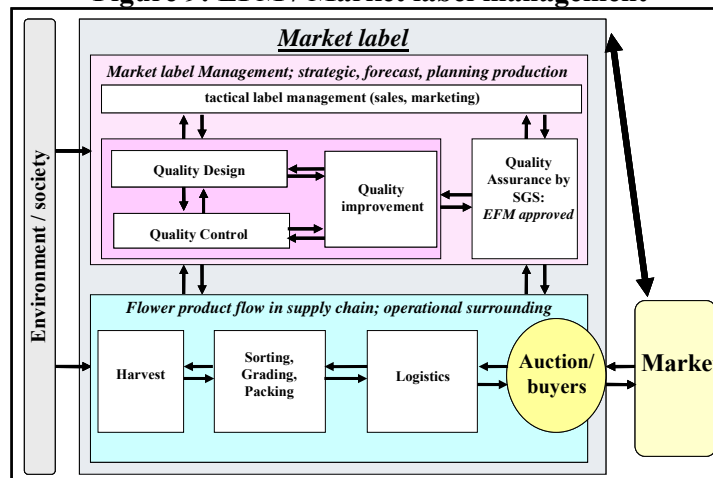 Market label
Market label Management; strategic, forecast, planning production
tactical label management (sales, marketing)
Quality Design
Quality Control
Quality
improvement
Quality
Assurance by
SGS:
EFM approved
Environment / society
Flower product flow in supply chain; operational surrounding
Harvest
Sorting,
Grading,
Packing
Logistics
Auction/
buyers
Marke